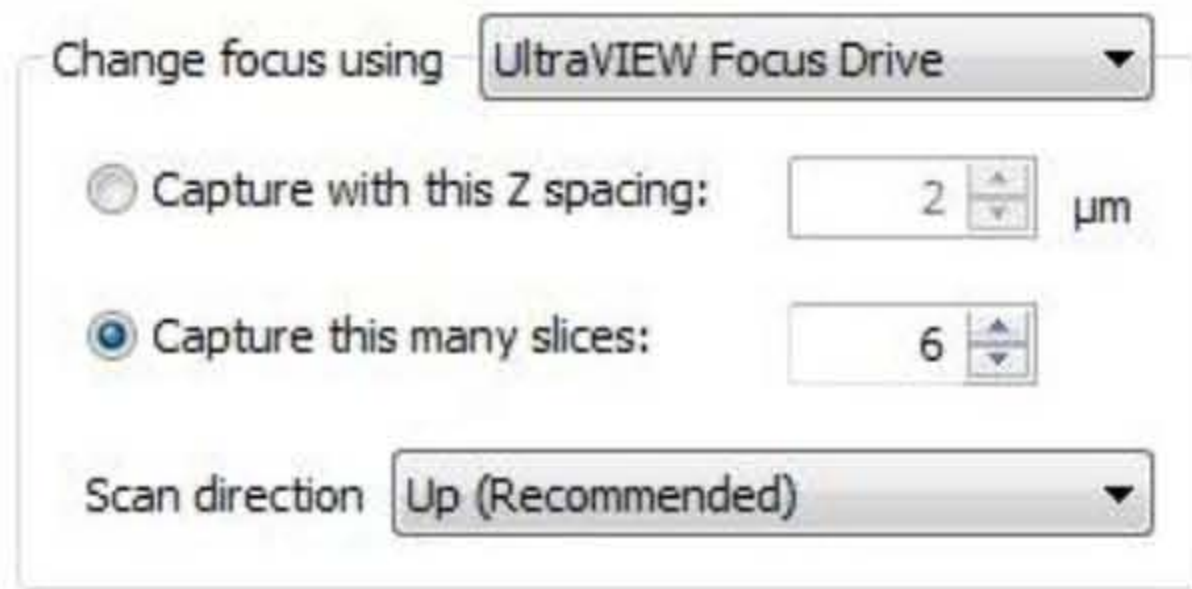 Change focus using UltraVIEW Focus Drive
Capture with this Z spacing: 2 µm
Capture this many slices: 6
Scan direction Up (Recommended)